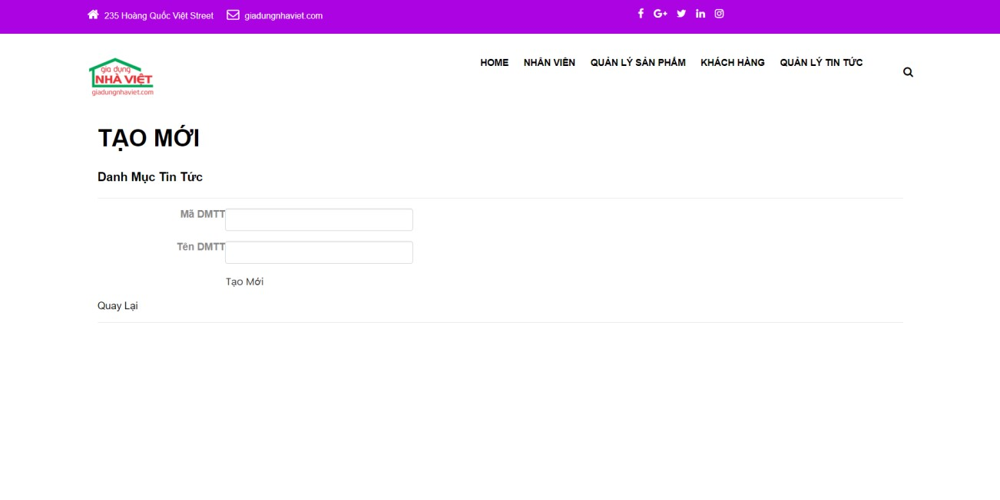 235 Hoàng Quốc Việt Street giadungnhaviet.com
gia dụng
NHÀ VIỆT
giadungnhaviet.com
HOME NHÂN VIÊN QUẢN LÝ SẢN PHẨM KHÁCH HÀNG QUẢN LÝ TIN TỨC
TẠO MỚI
Danh Mục Tin Tức
Mã DMTT
Tên DMTT
Tạo Mới
Quay Lại